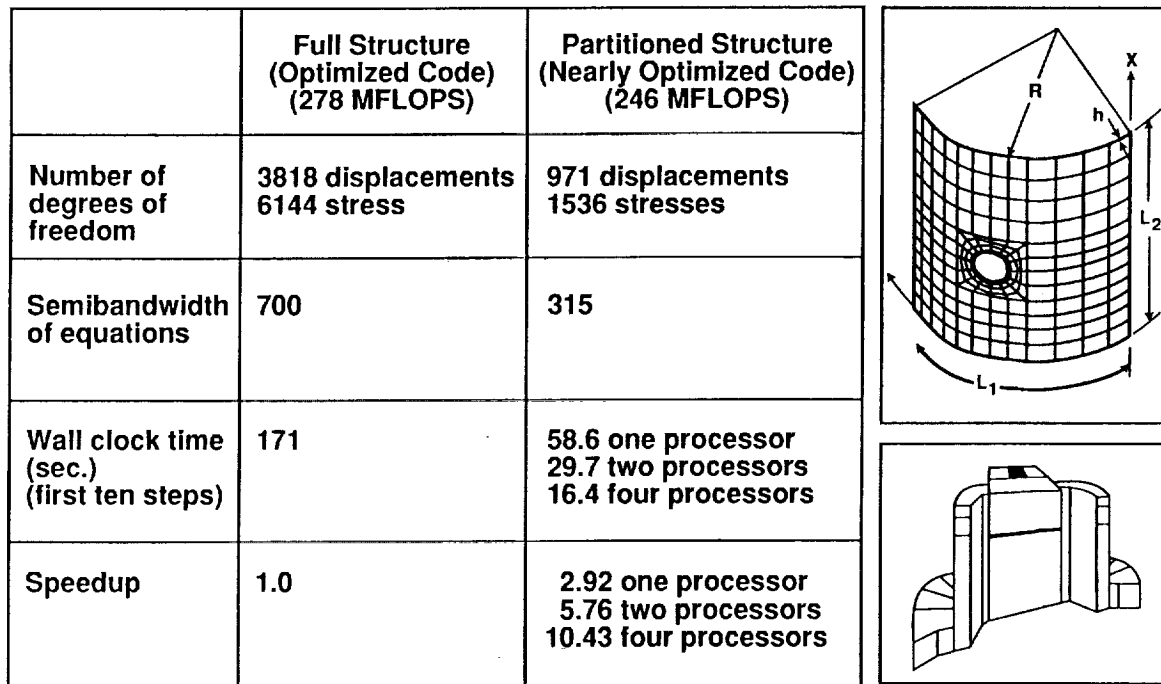 Full Structure
(Optimized Code)
(278 MFLOPS)
Partitioned Structure
(Nearly Optimized Code)
(246 MFLOPS)
Number of
degrees of
freedom
3818 displacements
6144 stress
971 displacements
1536 stresses
Semibandwidth
of equations
700
315
Wall clock time
(sec.)
(first ten steps)
171
58.6 one processor
29.7 two processors
16.4 four processors
Speedup
1.0
2.92 one processor
5.76 two processors
10.43 four processors
X
R
h
L2
L1